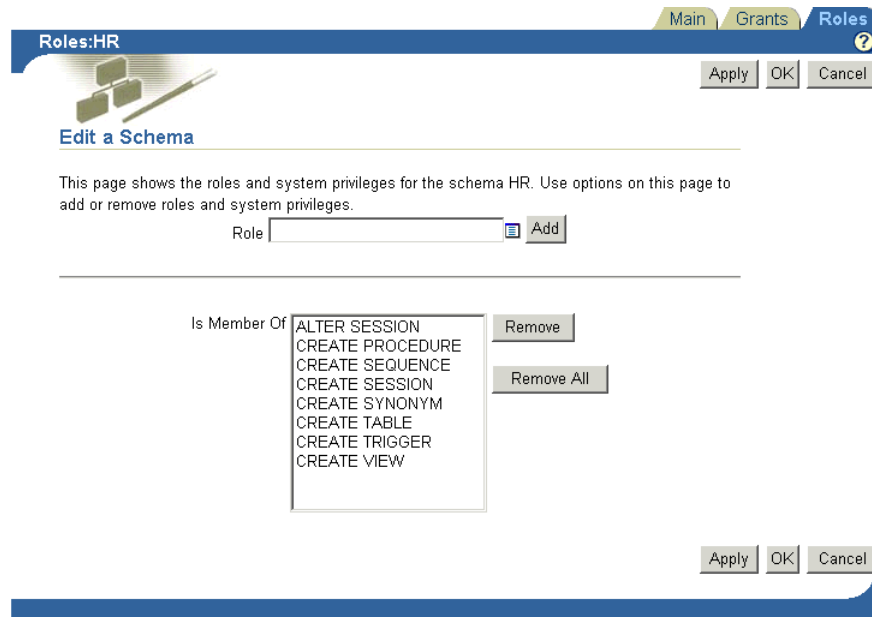 Main Grants Roles
Roles:HR ?
Apply OK Cancel
Edit a Schema
This page shows the roles and system privileges for the schema HR. Use options on this page to
add or remove roles and system privileges.
Role Add
Is Member Of ALTER SESSION Remove
CREATE PROCEDURE
CREATE SEQUENCE
CREATE SESSION Remove All
CREATE SYNONYM
CREATE TABLE
CREATE TRIGGER
CREATE VIEW
Apply OK Cancel